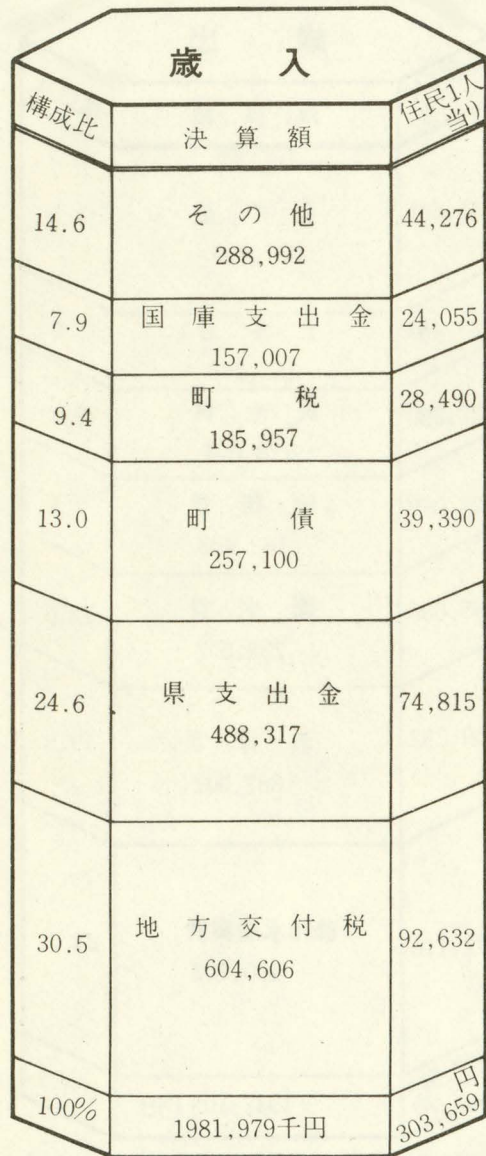 歳入
構成比 決算額 住民1人当り
14.6 その他 44,276
288,992
7.9 国庫支出金 24,055
157,007
9.4 町税 28,490
185,957
13.0 町債 39,390
257,100
24.6 県支出金 74,815
488,317
30.5 地方交付税 92,632
604,606
100% 1981,979千円 303,659円